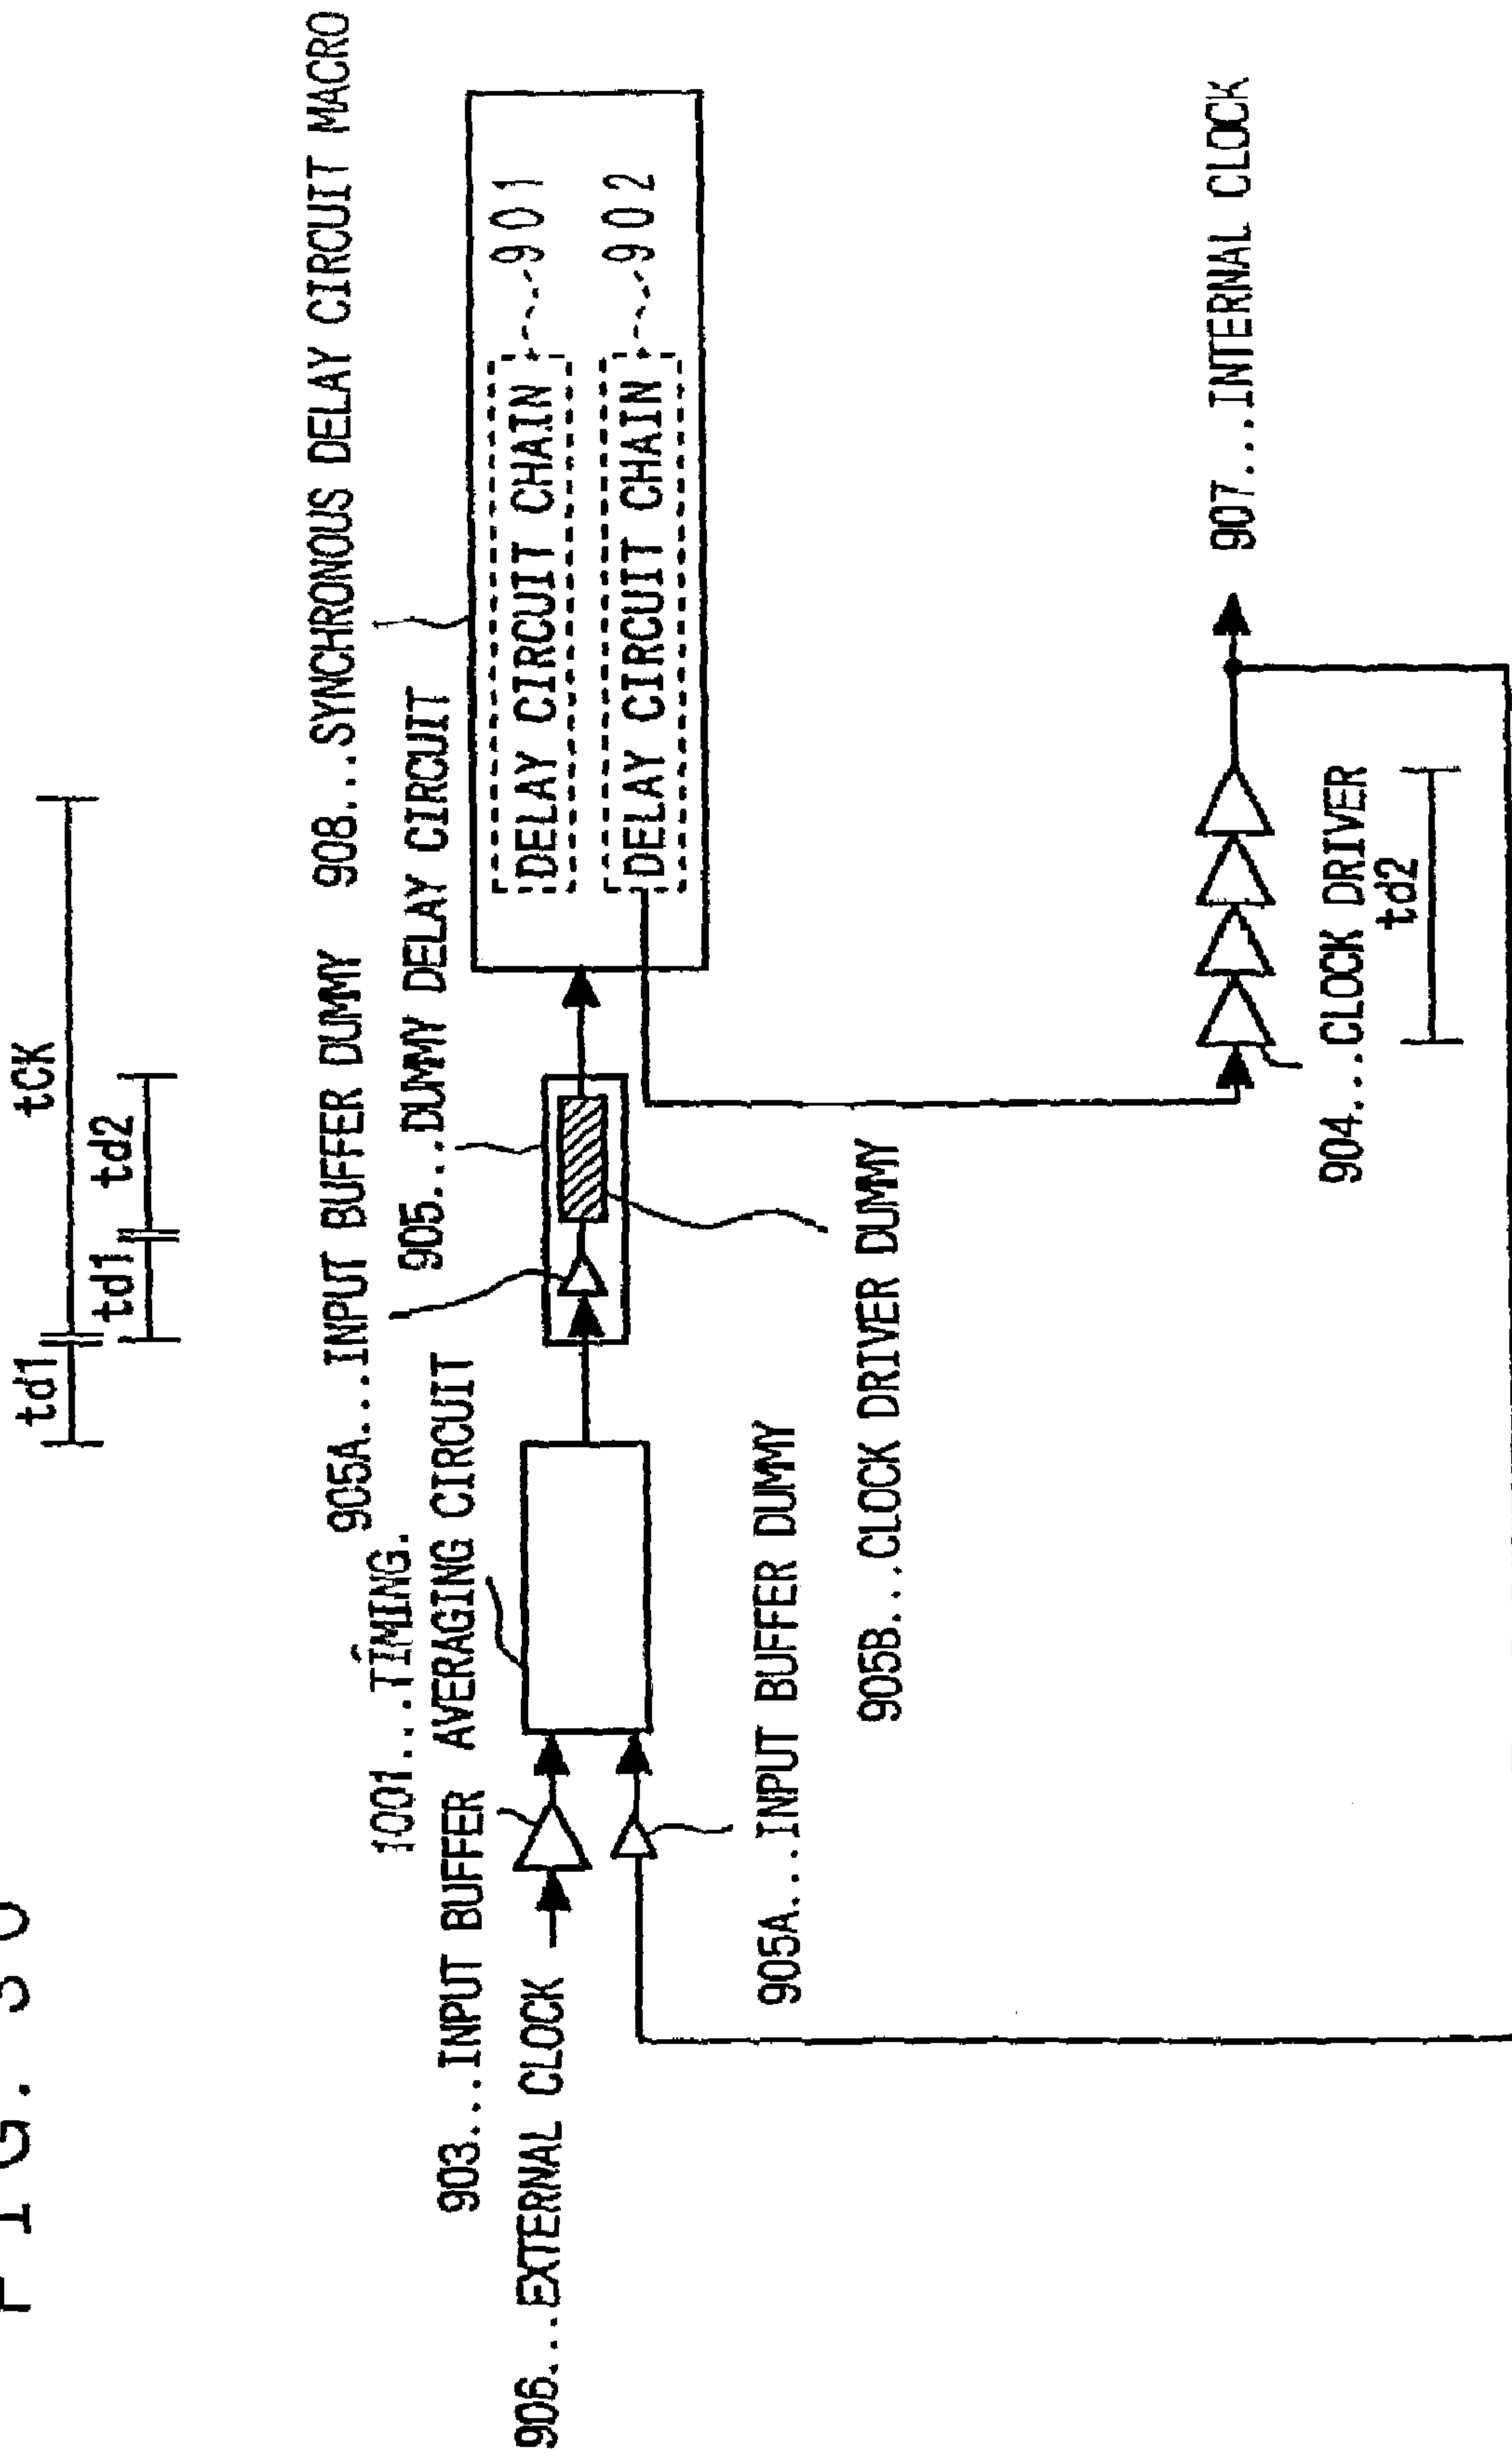 td1 tCK
td1 td2
905A...INPUT BUFFER DUMMY 908...SYNCHRONOUS DELAY CIRCUIT MACRO
1001...TIMING.
AVERAGING CIRCUIT
905...DUMMY DELAY CIRCUIT
903...INPUT BUFFER
906...EXTERNAL CLOCK
DELAY CIRCUIT CHAIN 901
DELAY CIRCUIT CHAIN 902
905A...INPUT BUFFER DUMMY
905B...CLOCK DRIVER DUMMY
907...INTERNAL CLOCK
904...CLOCK DRIVER
td2